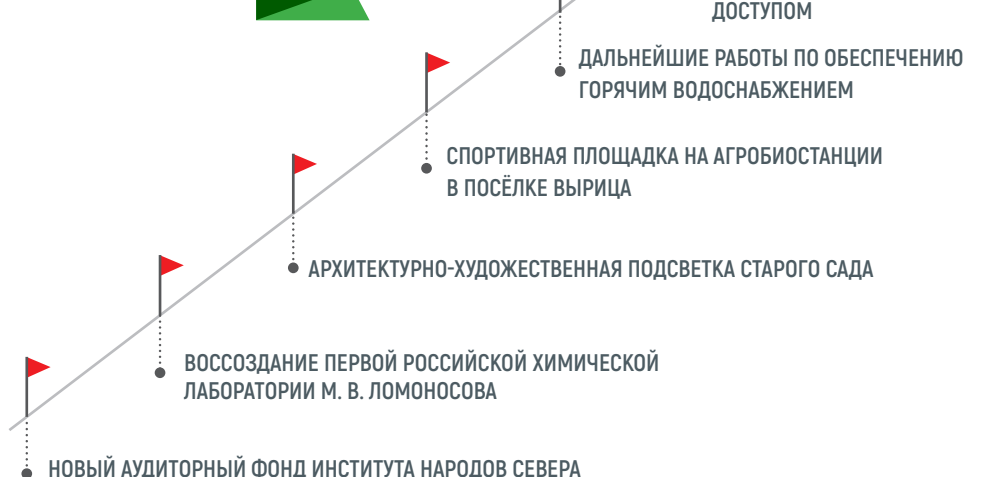 ДОСТУПОМ
ДАЛЬНЕЙШИЕ РАБОТЫ ПО ОБЕСПЕЧЕНИЮ
ГОРЯЧИМ ВОДОСНАБЖЕНИЕМ
СПОРТИВНАЯ ПЛОЩАДКА НА АГРОБИОСТАНЦИИ
В ПОСЁЛКЕ ВЫРИЦА
АРХИТЕКТУРНО-ХУДОЖЕСТВЕННАЯ ПОДСВЕТКА СТАРОГО САДА
ВОССОЗДАНИЕ ПЕРВОЙ РОССИЙСКОЙ ХИМИЧЕСКОЙ
ЛАБОРАТОРИИ М. В. ЛОМОНОСОВА
НОВЫЙ АУДИТОРНЫЙ ФОНД ИНСТИТУТА НАРОДОВ СЕВЕРА